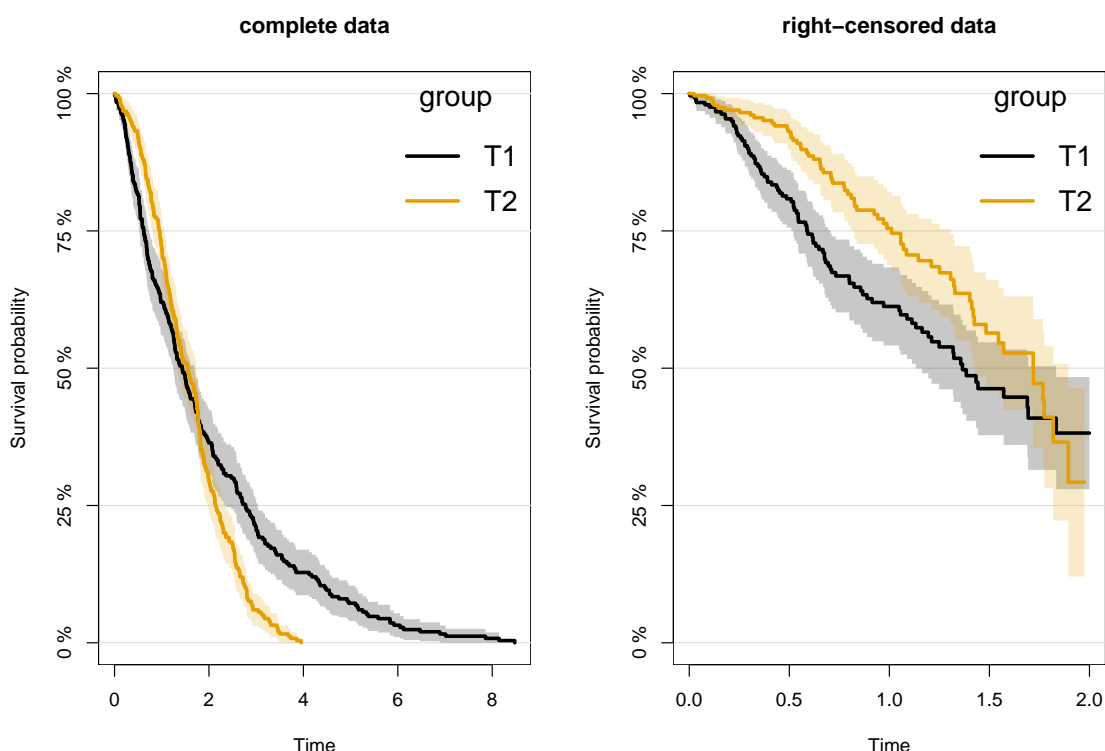 complete data
Survival probability
100 %
75 %
50 %
25 %
0 %
group
T1
T2
0 2 4 6 8
Time
right−censored data
Survival probability
100 %
75 %
50 %
25 %
0 %
group
T1
T2
0.0 0.5 1.0 1.5 2.0
Time